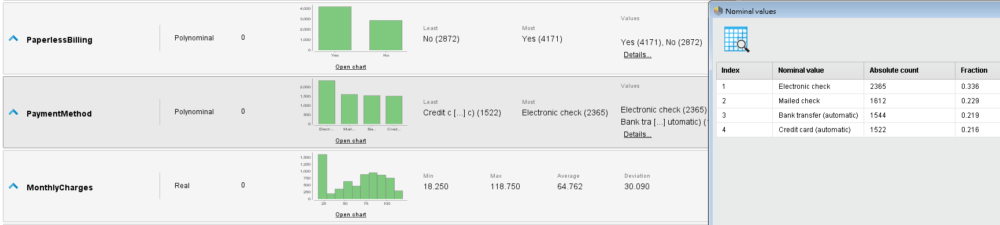 PaperlessBilling
Polynominal
0
4,000
3,000
2,000
1,000
0
Yes No
Open chart
Least
No (2872)
Most
Yes (4171)
Values
Yes (4171), No (2872)
Details...
PaymentMethod
Polynominal
0
2,000
1,500
1,000
500
0
Electr... Mail... Ba... Cred...
Open chart
Least
Credit c [...] c) (1522)
Most
Electronic check (2365)
Values
Electronic check (2365)
Bank tra [...] utomatic) (
Details...
MonthlyCharges
Real
0
1,500
1,250
1,000
750
500
250
0
25 50 75 100
Open chart
Min
18.250
Max
118.750
Average
64.762
Deviation
30.090
Nominal values
Index Nominal value Absolute count Fraction
1 Electronic check 2365 0.336
2 Mailed check 1612 0.229
3 Bank transfer (automatic) 1544 0.219
4 Credit card (automatic) 1522 0.216